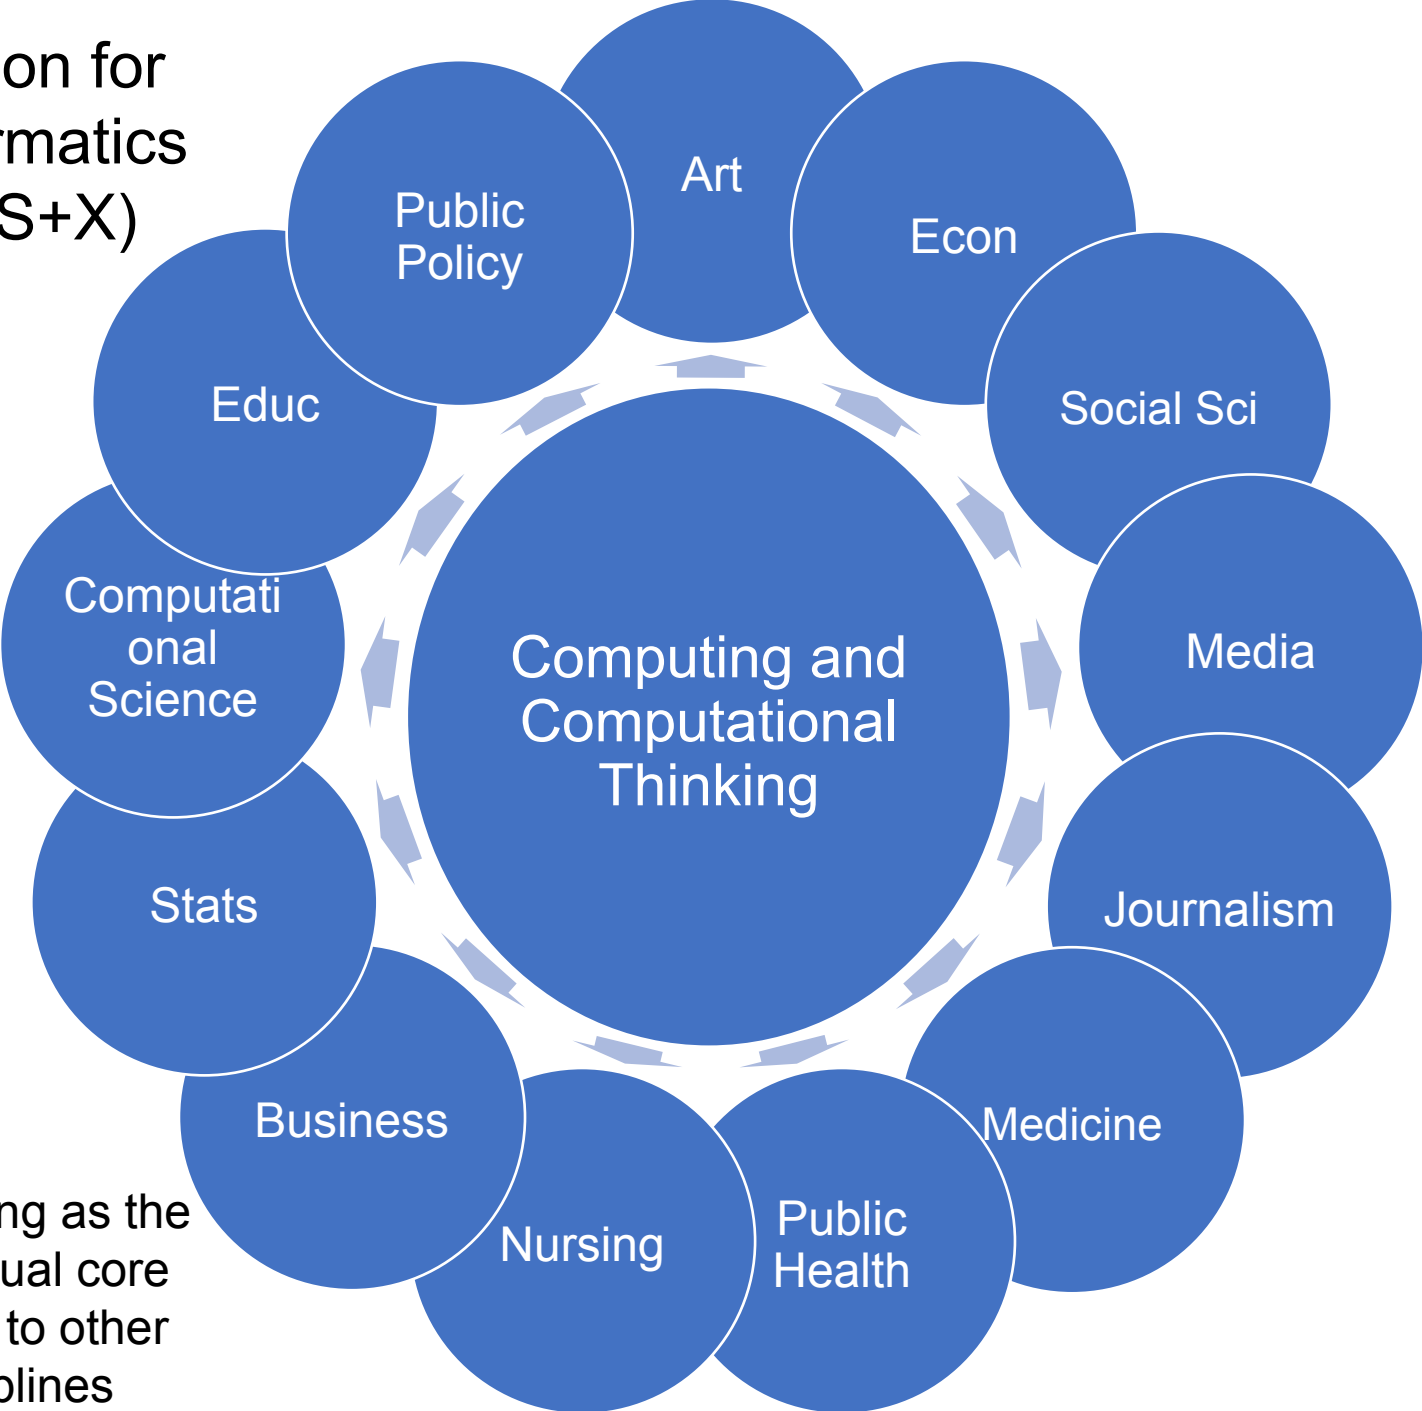 on for
rmatics
S+X)
Art
Public
Policy
Econ
Educ
Social Sci
Computati
onal
Science
Computing and
Computational
Thinking
Media
Stats
Journalism
Business
Medicine
Nursing
Public
Health
ng as the
ual core
to other
plines